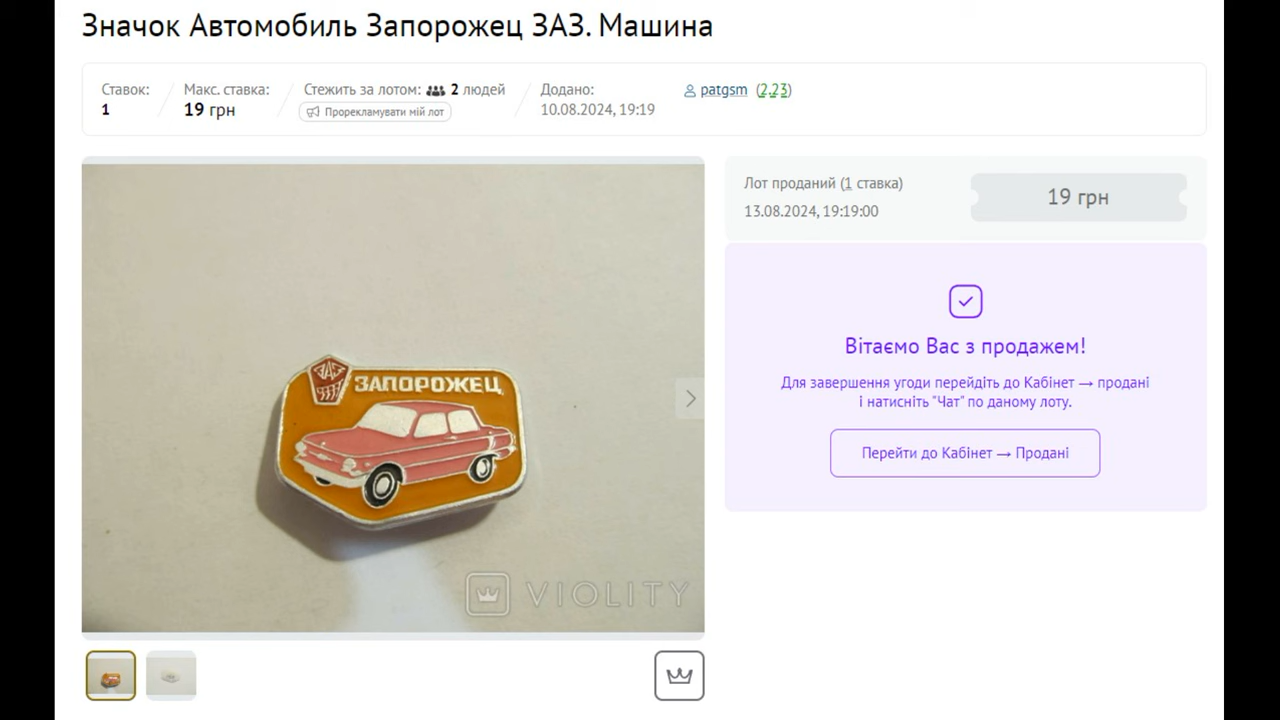 Значок Автомобиль Запорожец ЗАЗ. Машина
Ставок:
1
Макс. ставка:
19 грн
Стежить за лотом: 2 людей
Прорекламувати мій лот
Додано:
10.08.2024, 19:19
patgsm (2,23)
Лот проданий (1 ставка)
13.08.2024, 19:19:00
19 грн
ЗАЗ
ЗАПОРОЖЕЦ
VIOLITY
Вітаємо Вас з продажем!
Для завершення угоди перейдіть до Кабінет → продані
і натисніть "Чат" по даному лоту.
Перейти до Кабінет → Продані